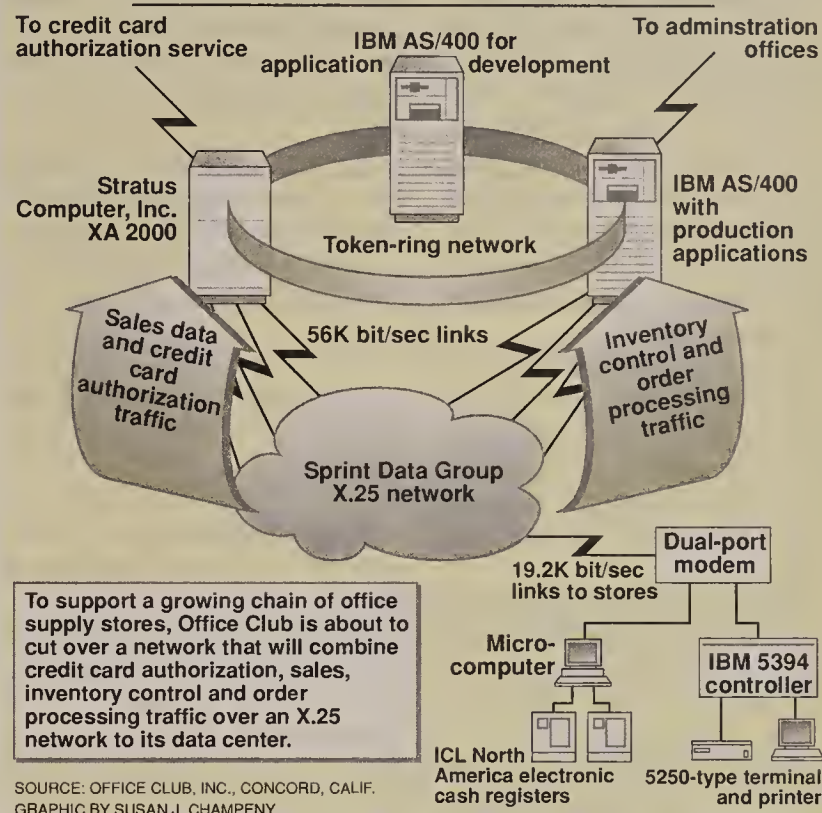 To credit card
authorization service
IBM AS/400 for
application development
To adminstration
offices
Stratus
Computer, Inc.
XA 2000
Token-ring network
IBM AS/400
with
production
applications
Sales data
and credit
card
authorization
traffic
56K bit/sec links
Inventory
control and
order
processing
traffic
Sprint Data Group
X.25 network
19.2K bit/sec
links to stores
Dual-port
modem
Micro-
computer
IBM 5394
controller
ICL North
America electronic
cash registers
5250-type terminal
and printer
To support a growing chain of office
supply stores, Office Club is about to
cut over a network that will combine
credit card authorization, sales,
inventory control and order
processing traffic over an X.25
network to its data center.
SOURCE: OFFICE CLUB, INC., CONCORD, CALIF.
GRAPHIC BY SUSAN J. CHAMPENY